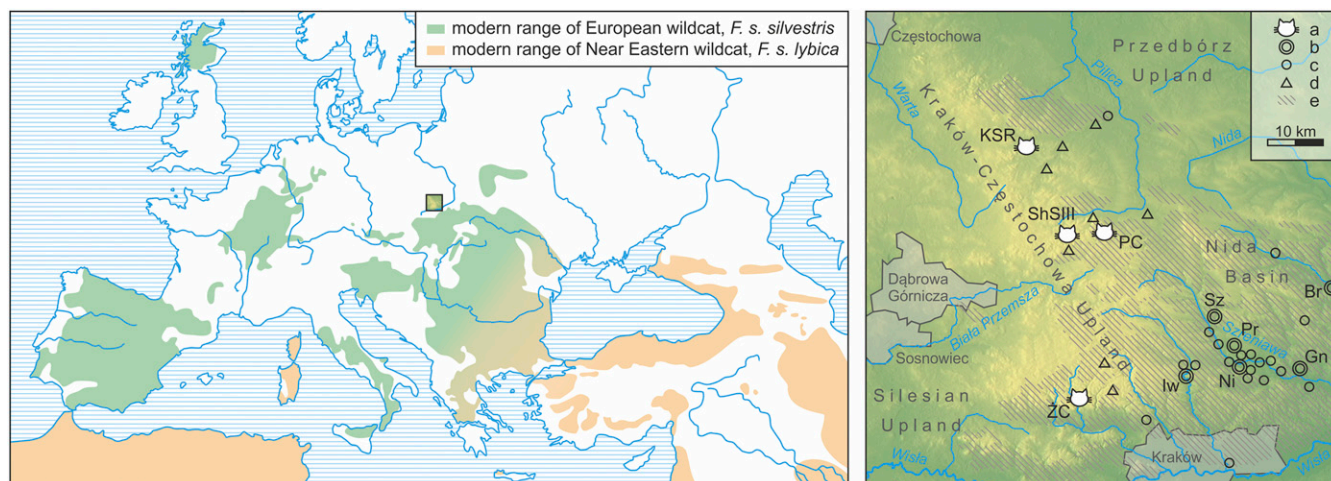 modern range of European wildcat, F. s. silvestris
modern range of Near Eastern wildcat, F. s. lybica
Częstochowa
Przedbórz
Upland
a
b
c
d
e
10 km
Pilica
Warta
Kraków-Częstochowa Upland
KSR
Nida
ShSIII
PC
Nida
Basin
Dąbrowa
Górnicza
Br
Sz
Szreniawa
Biała Przemsza
Pr
Sosnowiec
Gn
Iw
Ni
Silesian
Upland
ŻC
Kraków
Wisła
Wisła